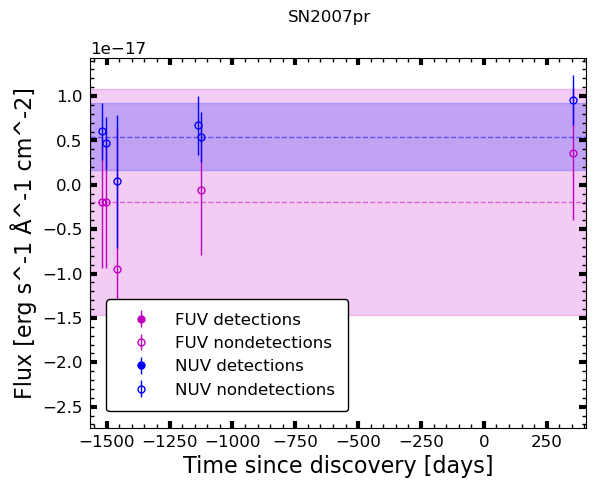 SN2007pr
1e−17
1.0
0.5
0.0
−0.5
−1.0
−1.5
−2.0
−2.5
Flux [erg s^-1 Å^-1 cm^-2]
FUV detections
FUV nondetections
NUV detections
NUV nondetections
−1500 −1250 −1000 −750 −500 −250 0 250
Time since discovery [days]